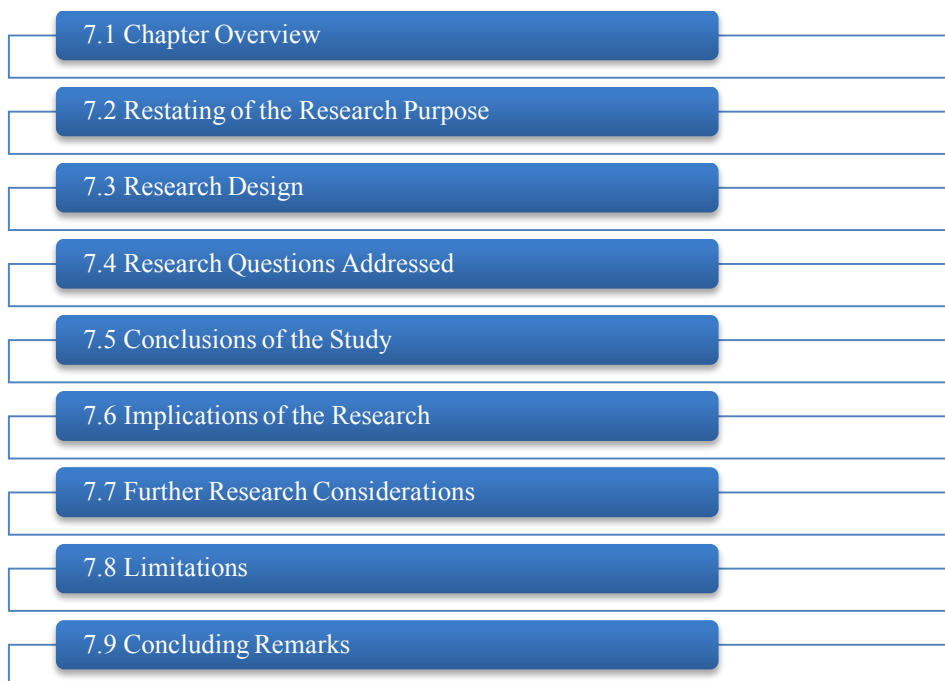 7.1 Chapter Overview
7.2 Restating of the Research Purpose
7.3 Research Design
7.4 Research Questions Addressed
7.5 Conclusions of the Study
7.6 Implications of the Research
7.7 Further Research Considerations
7.8 Limitations
7.9 Concluding Remarks